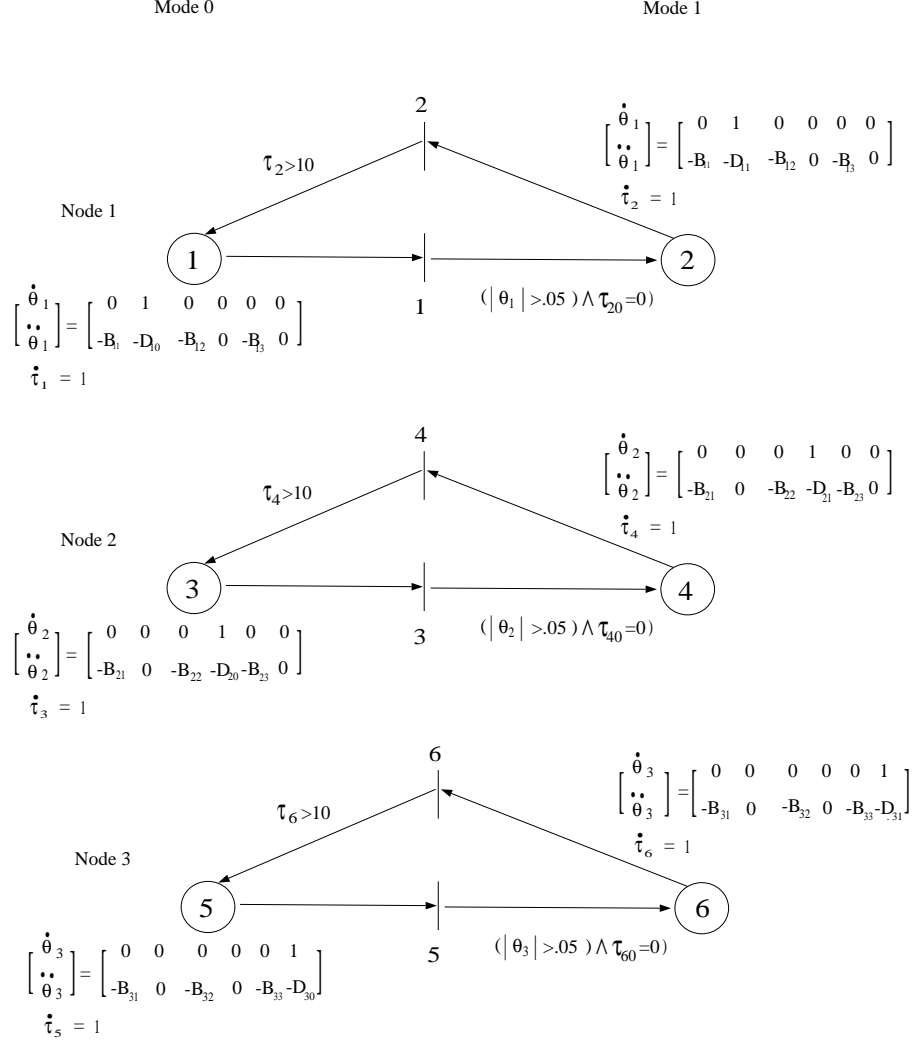 Mode 0 Mode 1
2
τ₂>10
[θ̇₁ θ̈₁] = [0 1 0 0 0 0
-B₁₁ -D₁₁ -B₁₂ 0 -B₁₃ 0]
τ̇₂ = 1
Node 1
1 2
1
(|θ₁| >.05 ) ∧ τ₂₀=0)
[θ̇₁ θ̈₁] = [0 1 0 0 0 0
-B₁₁ -D₁₀ -B₁₂ 0 -B₁₃ 0]
τ̇₁ = 1
4
τ₄>10
[θ̇₂ θ̈₂] = [0 0 0 1 0 0
-B₂₁ 0 -B₂₂ -D₂₁ -B₂₃ 0]
τ̇₄ = 1
Node 2
3 4
3
(|θ₂| >.05 ) ∧ τ₄₀=0)
[θ̇₂ θ̈₂] = [0 0 0 1 0 0
-B₂₁ 0 -B₂₂ -D₂₀ -B₂₃ 0]
τ̇₃ = 1
6
τ₆>10
[θ̇₃ θ̈₃] = [0 0 0 0 0 1
-B₃₁ 0 -B₃₂ 0 -B₃₃ -D₃₁]
τ̇₆ = 1
Node 3
5 6
5
(|θ₃| >.05 ) ∧ τ₆₀=0)
[θ̇₃ θ̈₃] = [0 0 0 0 0 1
-B₃₁ 0 -B₃₂ 0 -B₃₃ -D₃₀]
τ̇₅ = 1